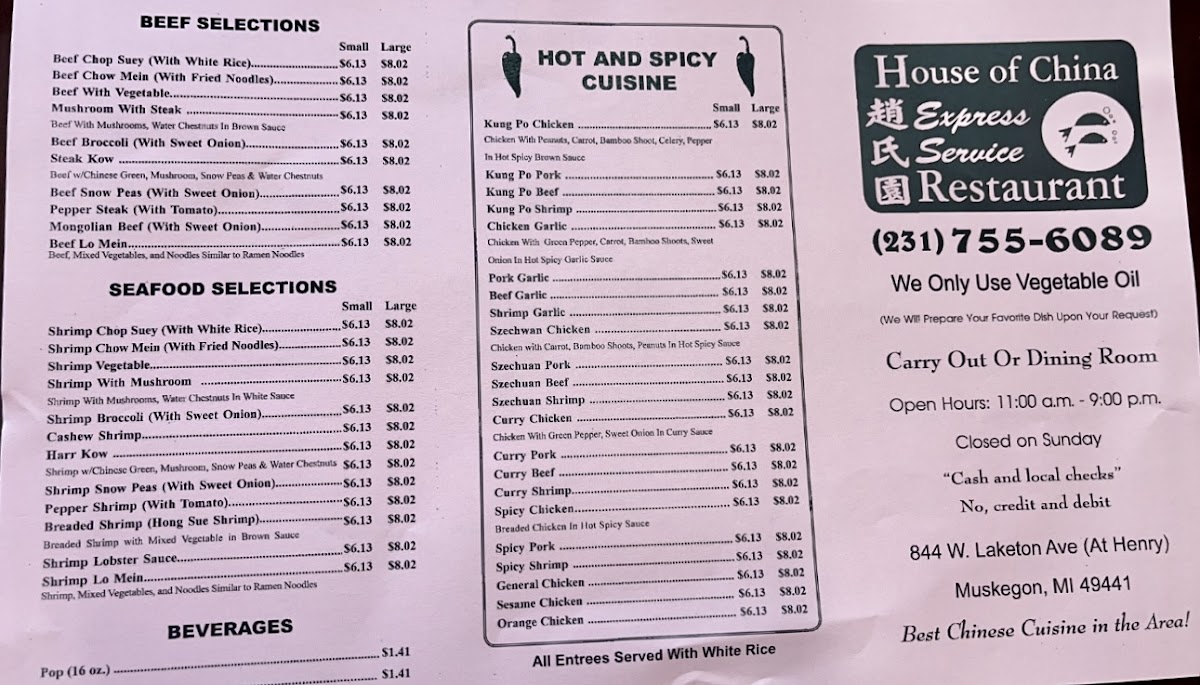 BEEF SELECTIONS
Small Large
Beef Chop Suey (With White Rice) $6.13 $8.02
Beef Chow Mein (With Fried Noodles) $6.13 $8.02
Beef With Vegetable $6.13 $8.02
Mushroom With Steak $6.13 $8.02
Beef With Mushrooms, Water Chestnuts In Brown Sauce
Beef Broccoli (With Sweet Onion) $6.13 $8.02
Steak Kow $6.13 $8.02
Beef w/Chinese Green, Mushroom, Snow Peas & Water Chestnuts
Beef Snow Peas (With Sweet Onion) $6.13 $8.02
Pepper Steak (With Tomato) $6.13 $8.02
Mongolian Beef (With Sweet Onion) $6.13 $8.02
Beef Lo Mein $6.13 $8.02
Beef, Mixed Vegetables, and Noodles Similar to Ramen Noodles
SEAFOOD SELECTIONS
Small Large
Shrimp Chop Suey (With White Rice) $6.13 $8.02
Shrimp Chow Mein (With Fried Noodles) $6.13 $8.02
Shrimp Vegetable $6.13 $8.02
Shrimp With Mushroom $6.13 $8.02
Shrimp With Mushrooms, Water Chestnuts In White Sauce
Shrimp Broccoli (With Sweet Onion) $6.13 $8.02
Cashew Shrimp $6.13 $8.02
Harr Kow $6.13 $8.02
Shrimp w/Chinese Green, Mushroom, Snow Peas & Water Chestnuts $6.13 $8.02
Shrimp Snow Peas (With Sweet Onion) $6.13 $8.02
Pepper Shrimp (With Tomato) $6.13 $8.02
Breaded Shrimp (Hong Sue Shrimp) $6.13 $8.02
Breaded Shrimp with Mixed Vegetable in Brown Sauce
Shrimp Lobster Sauce $6.13 $8.02
Shrimp Lo Mein $6.13 $8.02
Shrimp, Mixed Vegetables, and Noodles Similar to Ramen Noodles
BEVERAGES
Pop (16 oz.) $1.41
$1.41
HOT AND SPICY
CUISINE
Small Large
Kung Po Chicken $6.13 $8.02
Chicken With Peanuts, Carrot, Bamboo Shoot, Celery, Pepper
In Hot Spicy Brown Sauce
Kung Po Pork $6.13 $8.02
Kung Po Beef $6.13 $8.02
Kung Po Shrimp $6.13 $8.02
Chicken Garlic $6.13 $8.02
Chicken With Green Pepper, Carrot, Bamboo Shoots, Sweet
Onion In Hot Spicy Garlic Sauce
Pork Garlic $6.13 $8.02
Beef Garlic $6.13 $8.02
Shrimp Garlic $6.13 $8.02
Szechwan Chicken $6.13 $8.02
Chicken with Carrot, Bamboo Shoots, Peanuts In Hot Spicy Sauce
Szechuan Pork $6.13 $8.02
Szechuan Beef $6.13 $8.02
Szechuan Shrimp $6.13 $8.02
Curry Chicken $6.13 $8.02
Chicken With Green Pepper, Sweet Onion In Curry Sauce
Curry Pork $6.13 $8.02
Curry Beef $6.13 $8.02
Curry Shrimp $6.13 $8.02
Spicy Chicken $6.13 $8.02
Breaded Chicken In Hot Spicy Sauce
Spicy Pork $6.13 $8.02
Spicy Shrimp $6.13 $8.02
General Chicken $6.13 $8.02
Sesame Chicken $6.13 $8.02
Orange Chicken $6.13 $8.02
All Entrees Served With White Rice
House of China
趙氏園
Express
Service
Restaurant
(231) 755-6089
We Only Use Vegetable Oil
(We Will Prepare Your Favorite Dish Upon Your Request)
Carry Out Or Dining Room
Open Hours: 11:00 a.m. - 9:00 p.m.
Closed on Sunday
"Cash and local checks"
No, credit and debit
844 W. Laketon Ave (At Henry)
Muskegon, MI 49441
Best Chinese Cuisine in the Area!